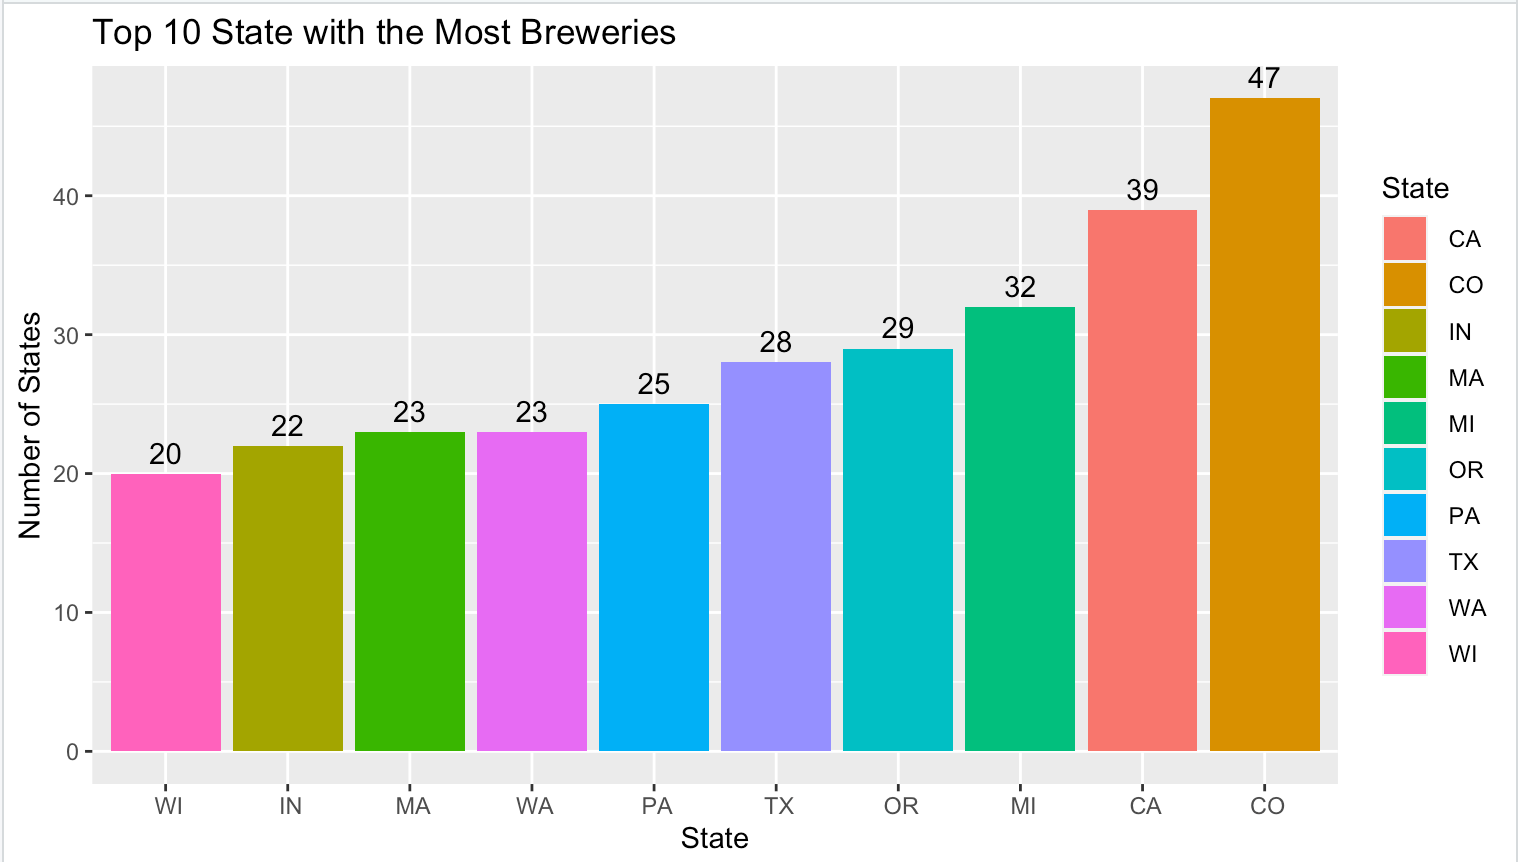 Top 10 State with the Most Breweries
Number of States
40
30
20
10
0
20
22
23
23
25
28
29
32
39
47
WI
IN
MA
WA
PA
TX
OR
MI
CA
CO
State
State
CA
CO
IN
MA
MI
OR
PA
TX
WA
WI